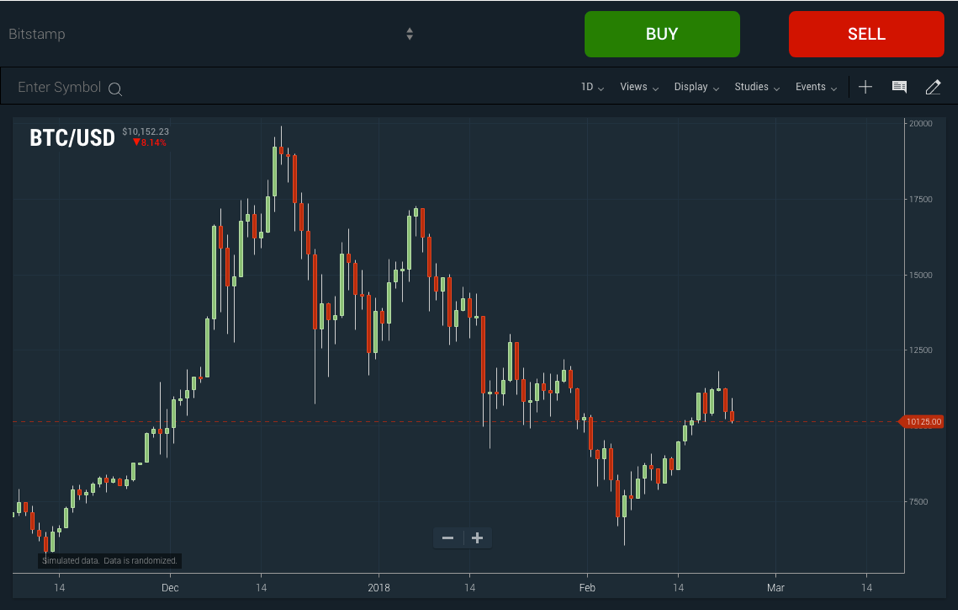 Bitstamp
BUY
SELL
Enter Symbol
1D
Views
Display
Studies
Events
BTC/USD
$10,152.23
▼8.14%
20000
17500
15000
12500
10125.00
7500
Simulated data. Data is randomized.
14
Dec
14
2018
14
Feb
14
Mar
14